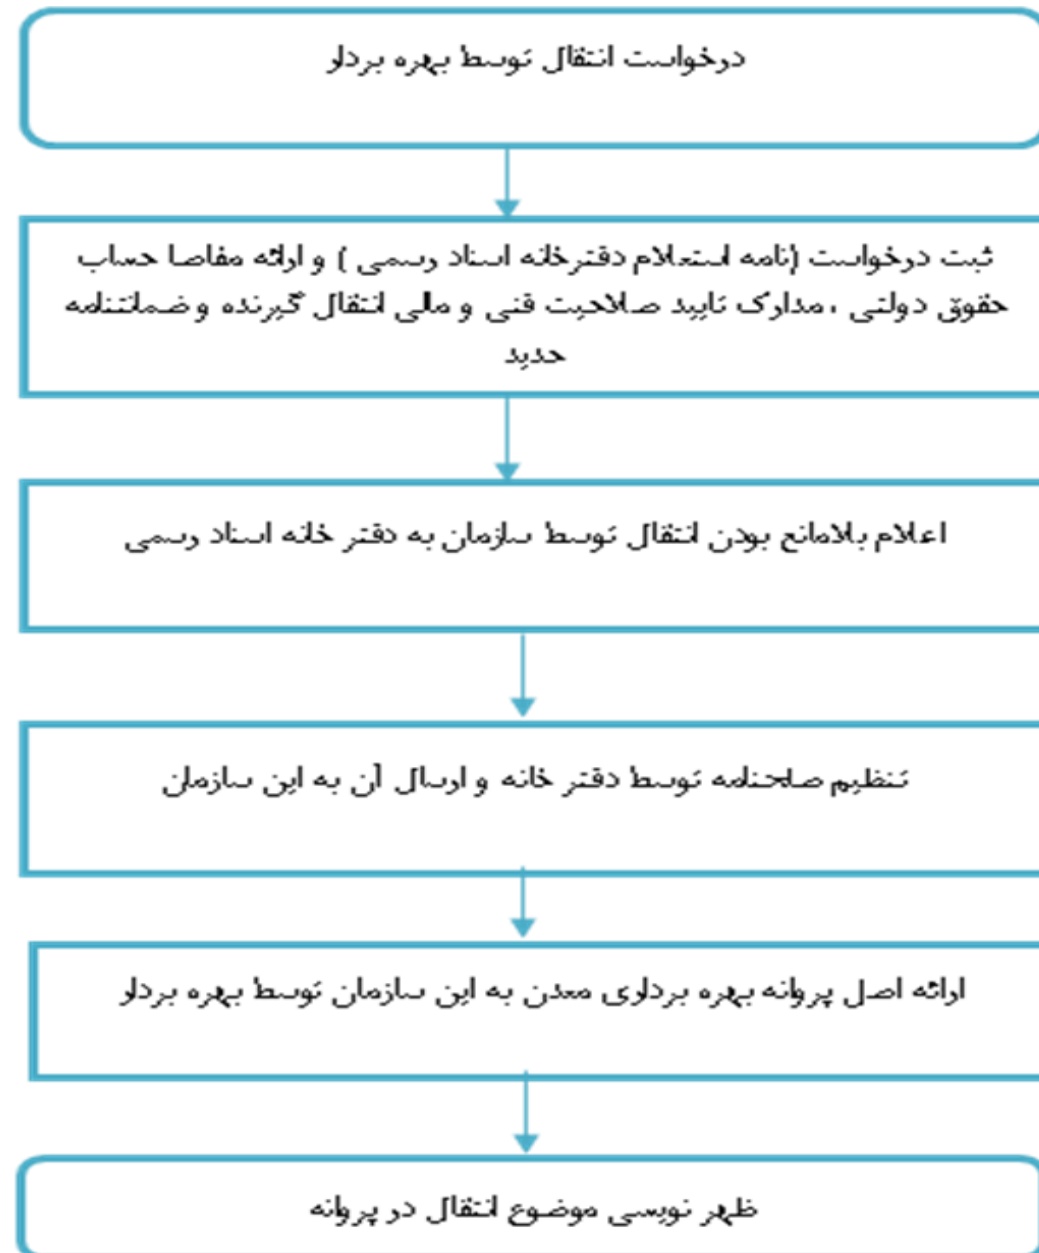 درخواست انتقال توسط بهره بردار
ثبت درخواست (نامه استعلام دفترخانه اسناد رسمی ) و ارائه مفاصا حساب
حقوق دولتی ، مدارک تایید صلاحیت فنی و مالی انتقال گیرنده و ضمانتنامه
جدید
اعلام بلامانع بودن انتقال توسط سازمان به دفتر خانه اسناد رسمی
تنظیم صلحنامه توسط دفتر خانه و ارسال آن به این سازمان
ارائه اصل پروانه بهره برداری معدن به این سازمان توسط بهره بردار
ظهر نویسی موضوع انتقال در پروانه